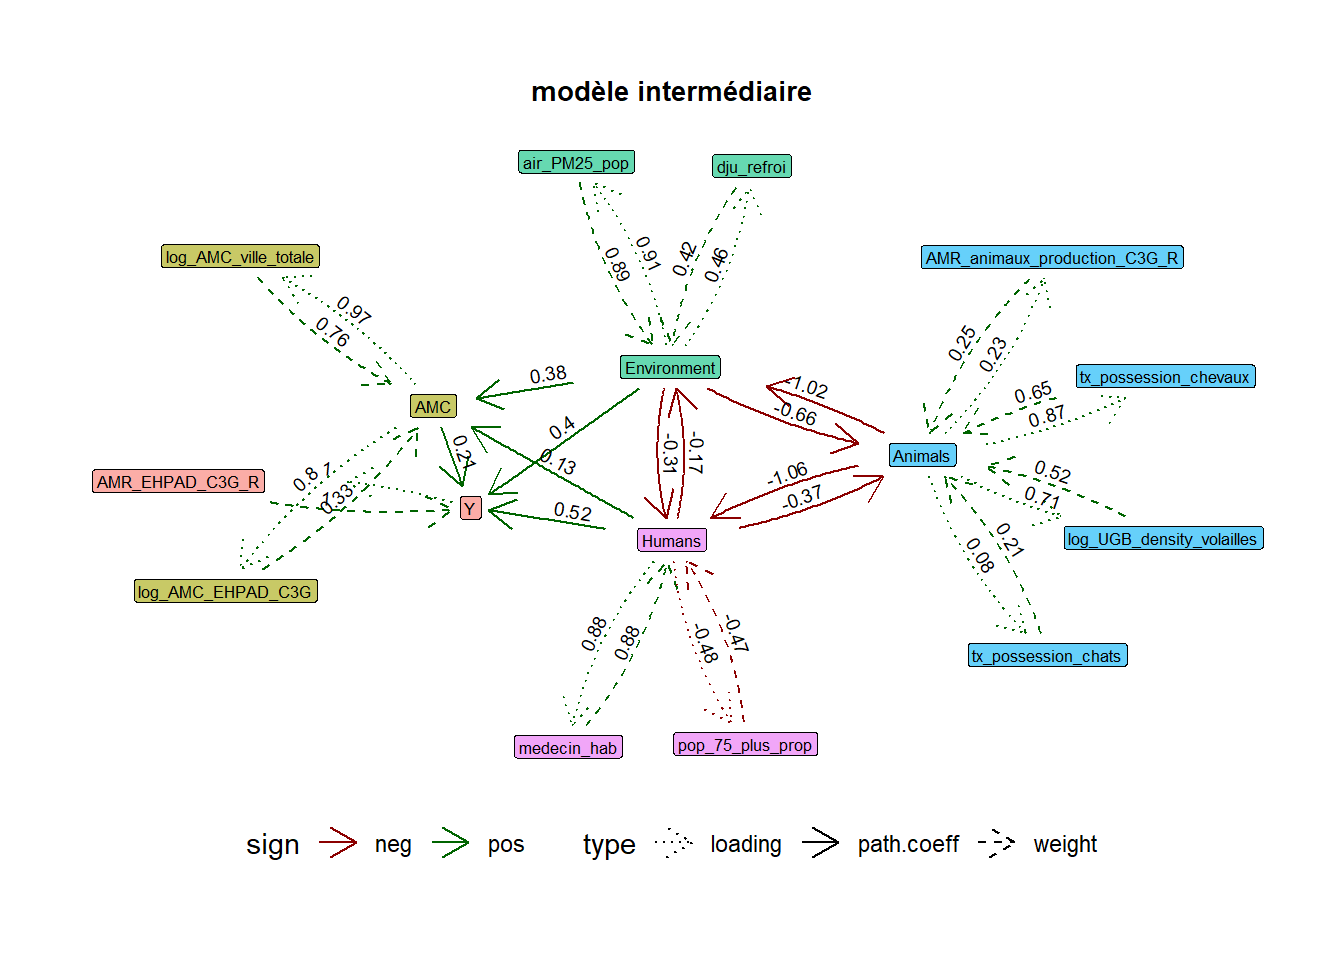 modèle intermédiaire
air_PM25_pop
dju_refroi
log_AMC_ville_totale
AMR_animaux_production_C3G_R
0.91
0.89
0.42
0.46
0.97
0.76
0.25
0.23
Environment
tx_possession_chevaux
0.38
-1.02
0.65
AMC
-0.66
0.87
0.4
0.27
-0.31
-0.17
0.13
Animals
AMR_EHPAD_C3G_R
0.8
-1.06
0.52
-0.37
0.71
Y
0.52
Humans
log_UGB_density_volailles
0.21
0.08
log_AMC_EHPAD_C3G
0.88
0.88
-0.48
-0.47
tx_possession_chats
medecin_hab
pop_75_plus_prop
sign neg pos type loading path.coeff weight